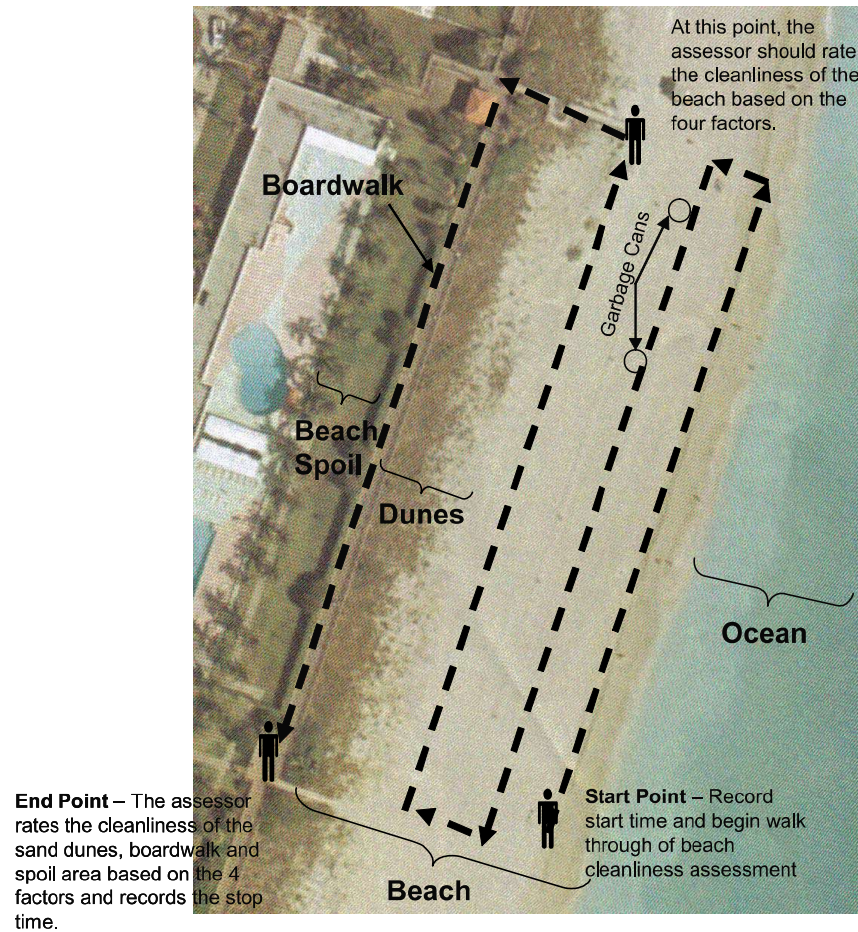 At this point, the
assessor should rate
the cleanliness of the
beach based on the
four factors.
Boardwalk
Garbage Cans
Beach
Spoil
Dunes
Ocean
End Point – The assessor
rates the cleanliness of the
sand dunes, boardwalk and
spoil area based on the 4
factors and records the stop
time.
Start Point – Record
start time and begin walk
through of beach
cleanliness assessment
Beach